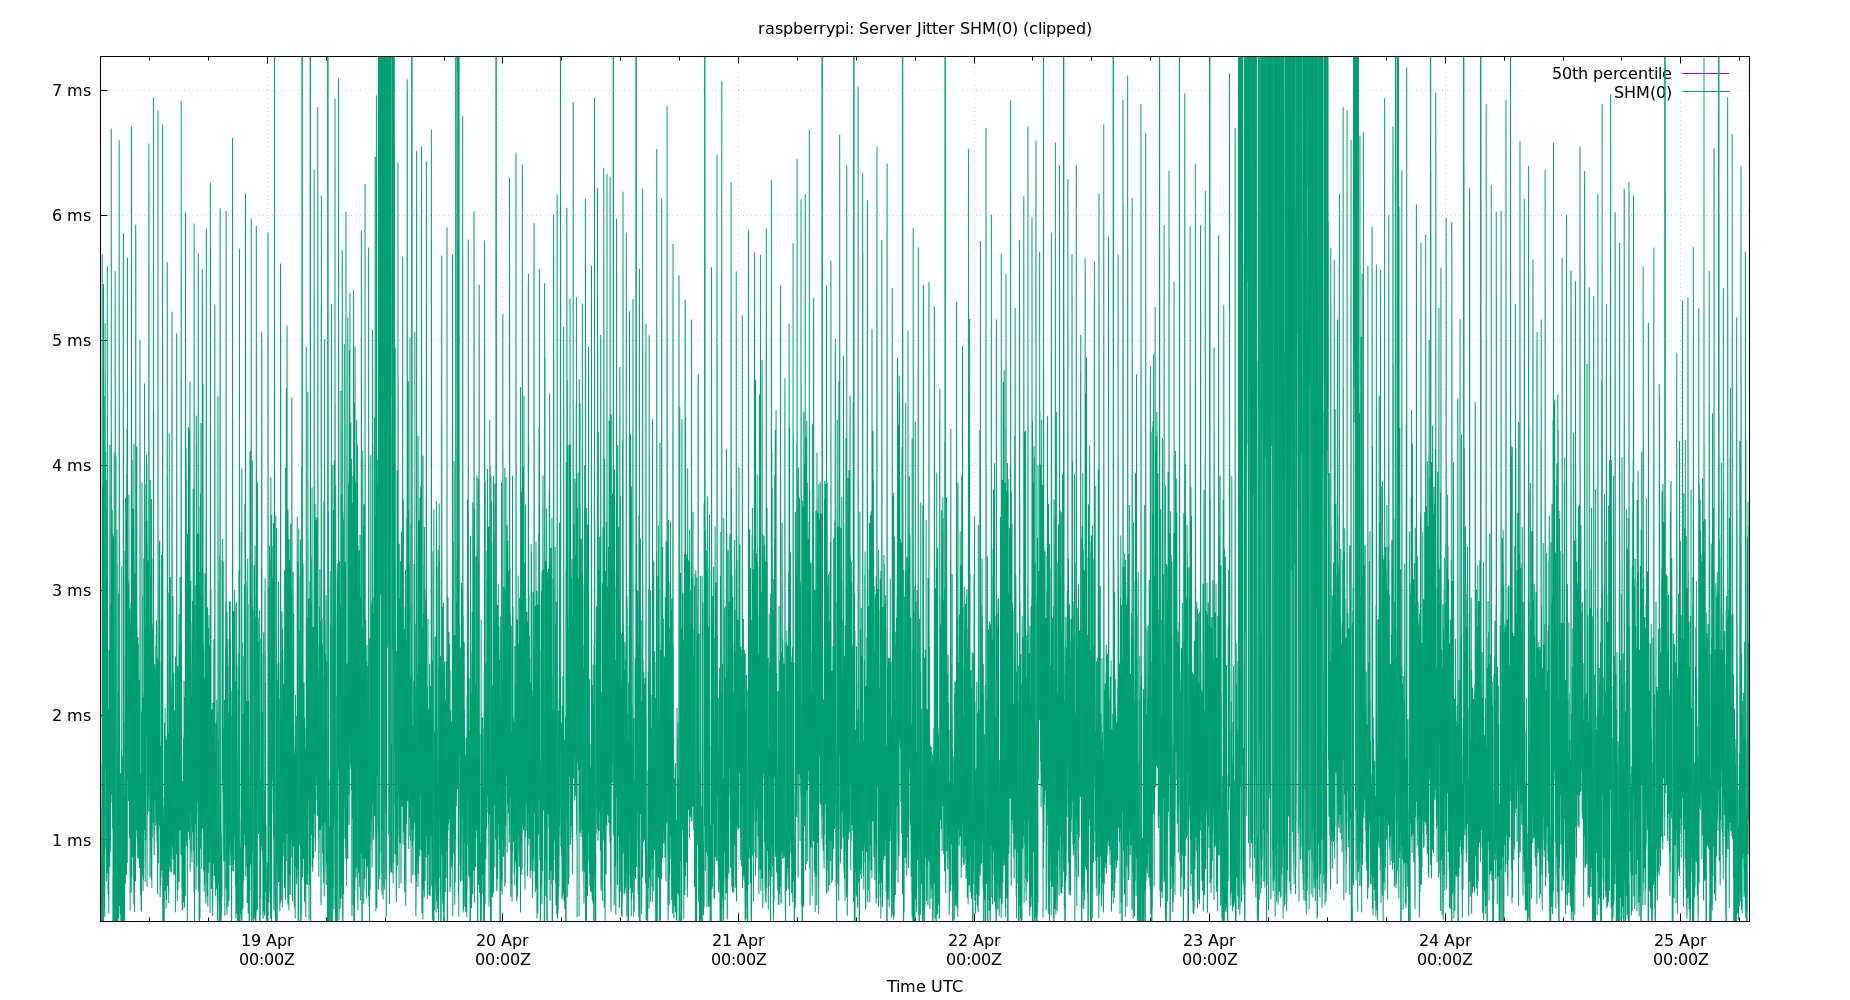 raspberrypi: Server Jitter SHM(0) (clipped)
50th percentile
SHM(0)
7 ms
6 ms
5 ms
4 ms
3 ms
2 ms
1 ms
19 Apr 20 Apr 21 Apr 22 Apr 23 Apr 24 Apr 25 Apr
00:00Z 00:00Z 00:00Z 00:00Z 00:00Z 00:00Z 00:00Z
Time UTC